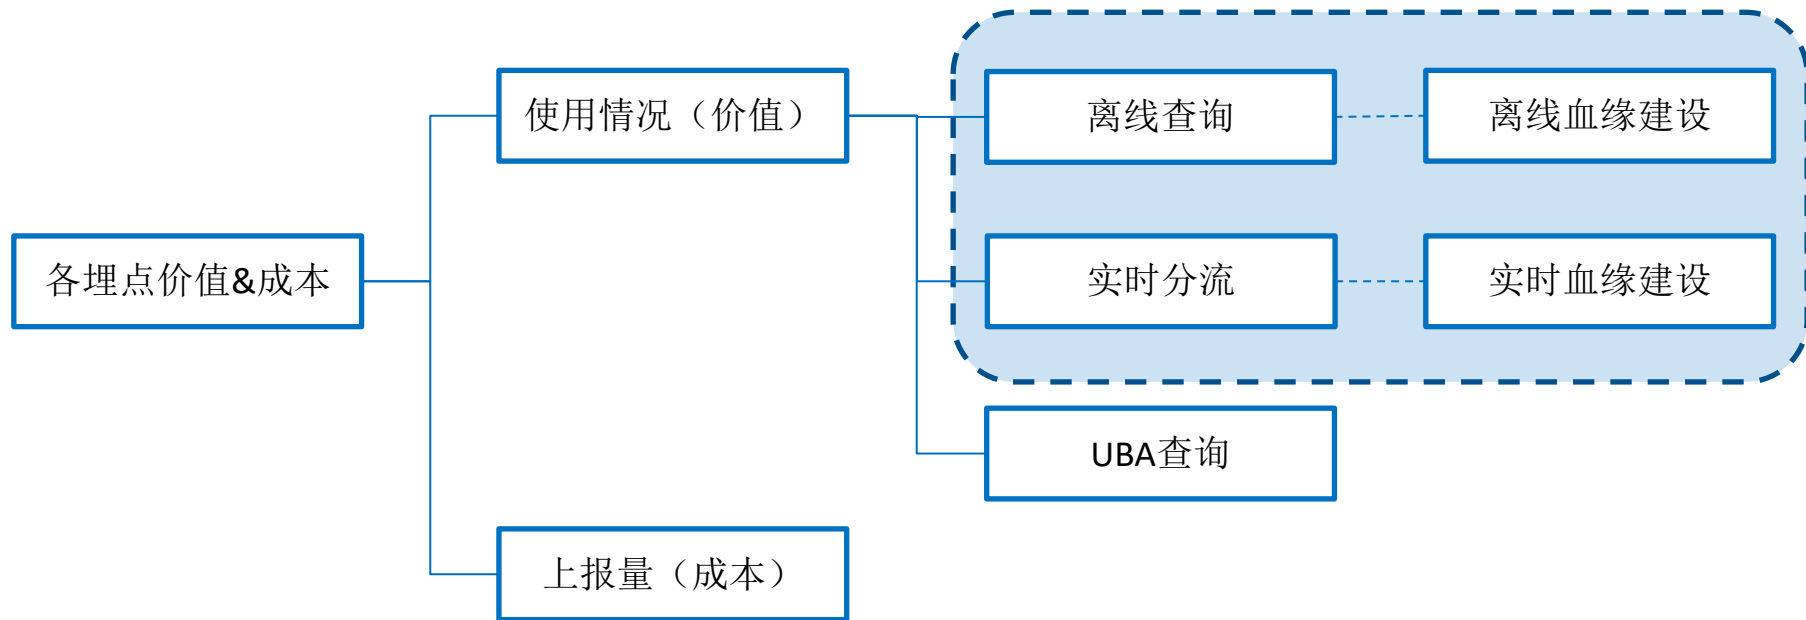 使用情况（价值）
离线查询
离线血缘建设
各埋点价值&成本
实时分流
实时血缘建设
UBA查询
上报量（成本）